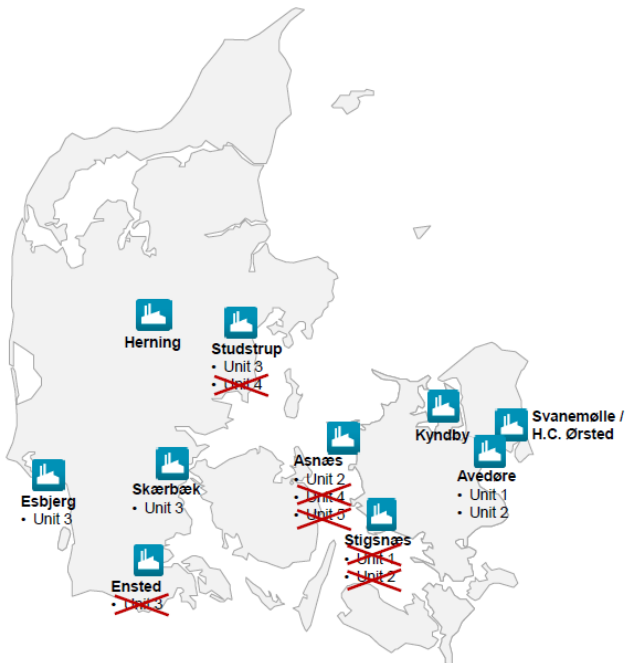 Herning
Studstrup
• Unit 3
• Unit 4
Svanemølle /
H.C. Ørsted
Kyndby
Asnæs
• Unit 2
• Unit 4
• Unit 5
Avedøre
• Unit 1
• Unit 2
Skærbæk
• Unit 3
Esbjerg
• Unit 3
Stigsnæs
• Unit 1
• Unit 2
Ensted
• Unit 3